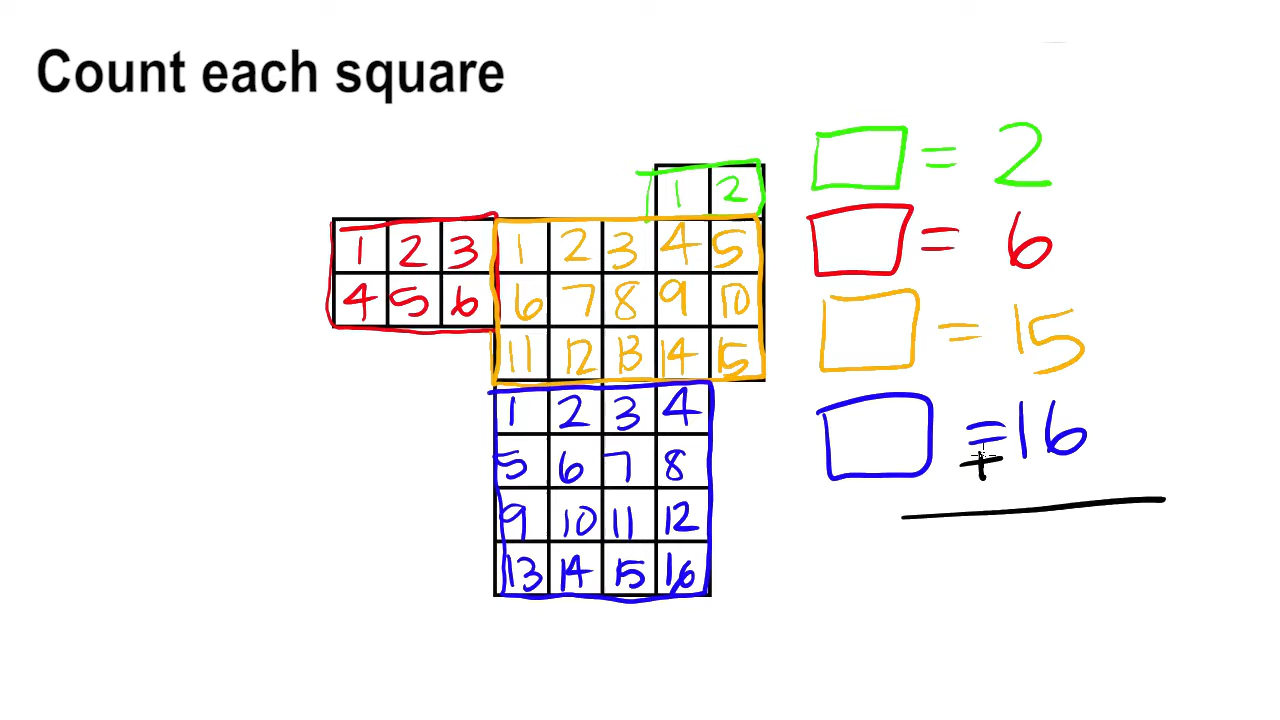 Count each square
1 2
1 2 3 1 2 3 4 5
4 5 6 6 7 8 9 10
11 12 13 14 15
1 2 3 4
5 6 7 8
9 10 11 12
13 14 15 16
= 2
= 6
= 15
= 16
+